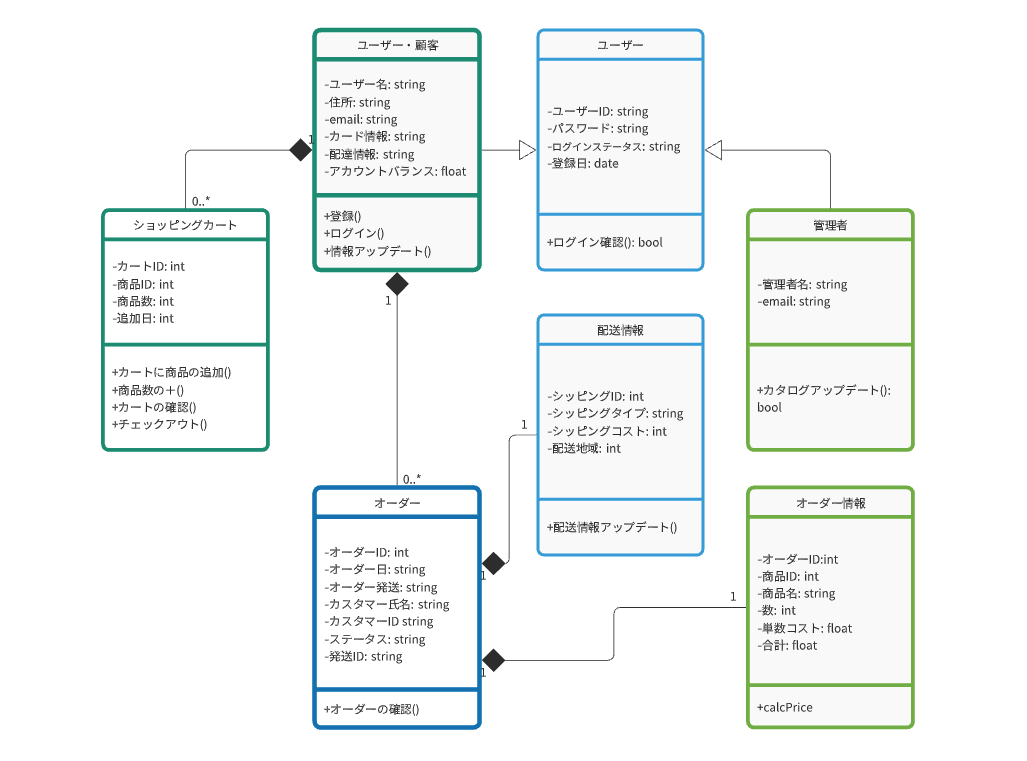 ユーザー・顧客
-ユーザー名: string
-住所: string
-email: string
-カード情報: string
-配達情報: string
-アカウントバランス: float
+登録()
+ログイン()
+情報アップデート()
1
ユーザー
-ユーザーID: string
-パスワード: string
-ログインステータス: string
-登録日: date
+ログイン確認(): bool
0..*
ショッピングカート
-カートID: int
-商品ID: int
-商品数: int
-追加日: int
+カートに商品の追加()
+商品数の＋()
+カートの確認()
+チェックアウト()
管理者
-管理者名: string
-email: string
+カタログアップデート():
bool
1
配送情報
-シッピングID: int
-シッピングタイプ: string
-シッピングコスト: int
-配送地域: int
+配送情報アップデート()
1
0..*
オーダー
-オーダーID: int
-オーダー日: string
-オーダー発送: string
-カスタマー氏名: string
-カスタマーID string
-ステータス: string
-発送ID: string
+オーダーの確認()
1
1
1
オーダー情報
-オーダーID:int
-商品ID: int
-商品名: string
-数: int
-単数コスト: float
-合計: float
+calcPrice